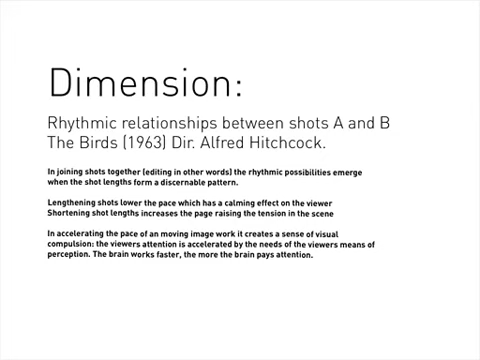 Dimension:
Rhythmic relationships between shots A and B
The Birds (1963) Dir. Alfred Hitchcock.
In joining shots together (editing in other words) the rhythmic possibilities emerge
when the shot lengths form a discernable pattern.
Lengthening shots lower the pace which has a calming effect on the viewer
Shortening shot lengths increases the page raising the tension in the scene
In accelerating the pace of an moving image work it creates a sense of visual
compulsion: the viewers attention is accelerated by the needs of the viewers means of
perception. The brain works faster, the more the brain pays attention.